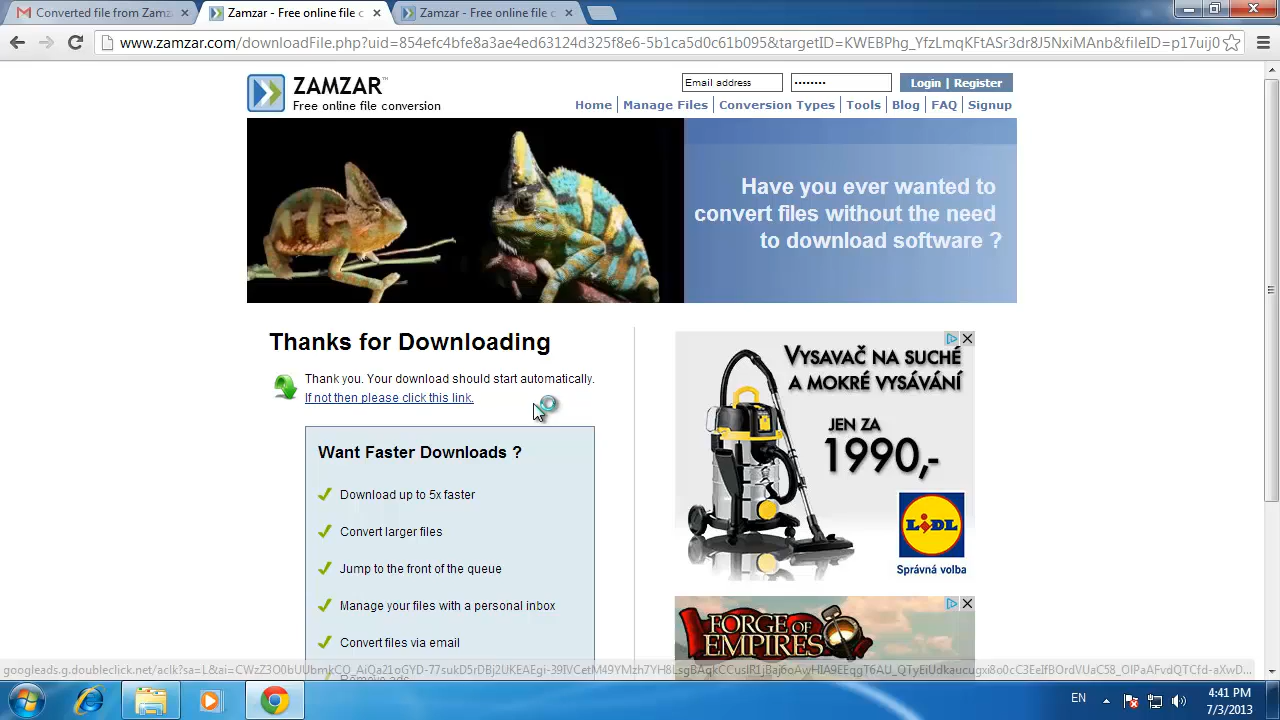 Converted file from Zamza
Zamzar - Free online file c
Zamzar - Free online file c
www.zamzar.com/downloadFile.php?uid=854efc4bfe8a3ae4ed63124d325f8e6-5b1ca5d0c61b095&targetID=KWEBPhg_YfzLmqKFtASr3dr8J5NxiMAnb&fileID=p17uij0
ZAMZAR™
Free online file conversion
Email address
Login | Register
Home
Manage Files
Conversion Types
Tools
Blog
FAQ
Signup
Have you ever wanted to
convert files without the need
to download software ?
Thanks for Downloading
Thank you. Your download should start automatically.
If not then please click this link.
Want Faster Downloads ?
Download up to 5x faster
Convert larger files
Jump to the front of the queue
Manage your files with a personal inbox
Convert files via email
VYSAVAČ NA SUCHÉ
A MOKRÉ VYSÁVÁNÍ
JEN ZA
1990,-
LIDL
Správná volba
FORGE OF
EMPIRES
EN
4:41 PM
7/3/2013